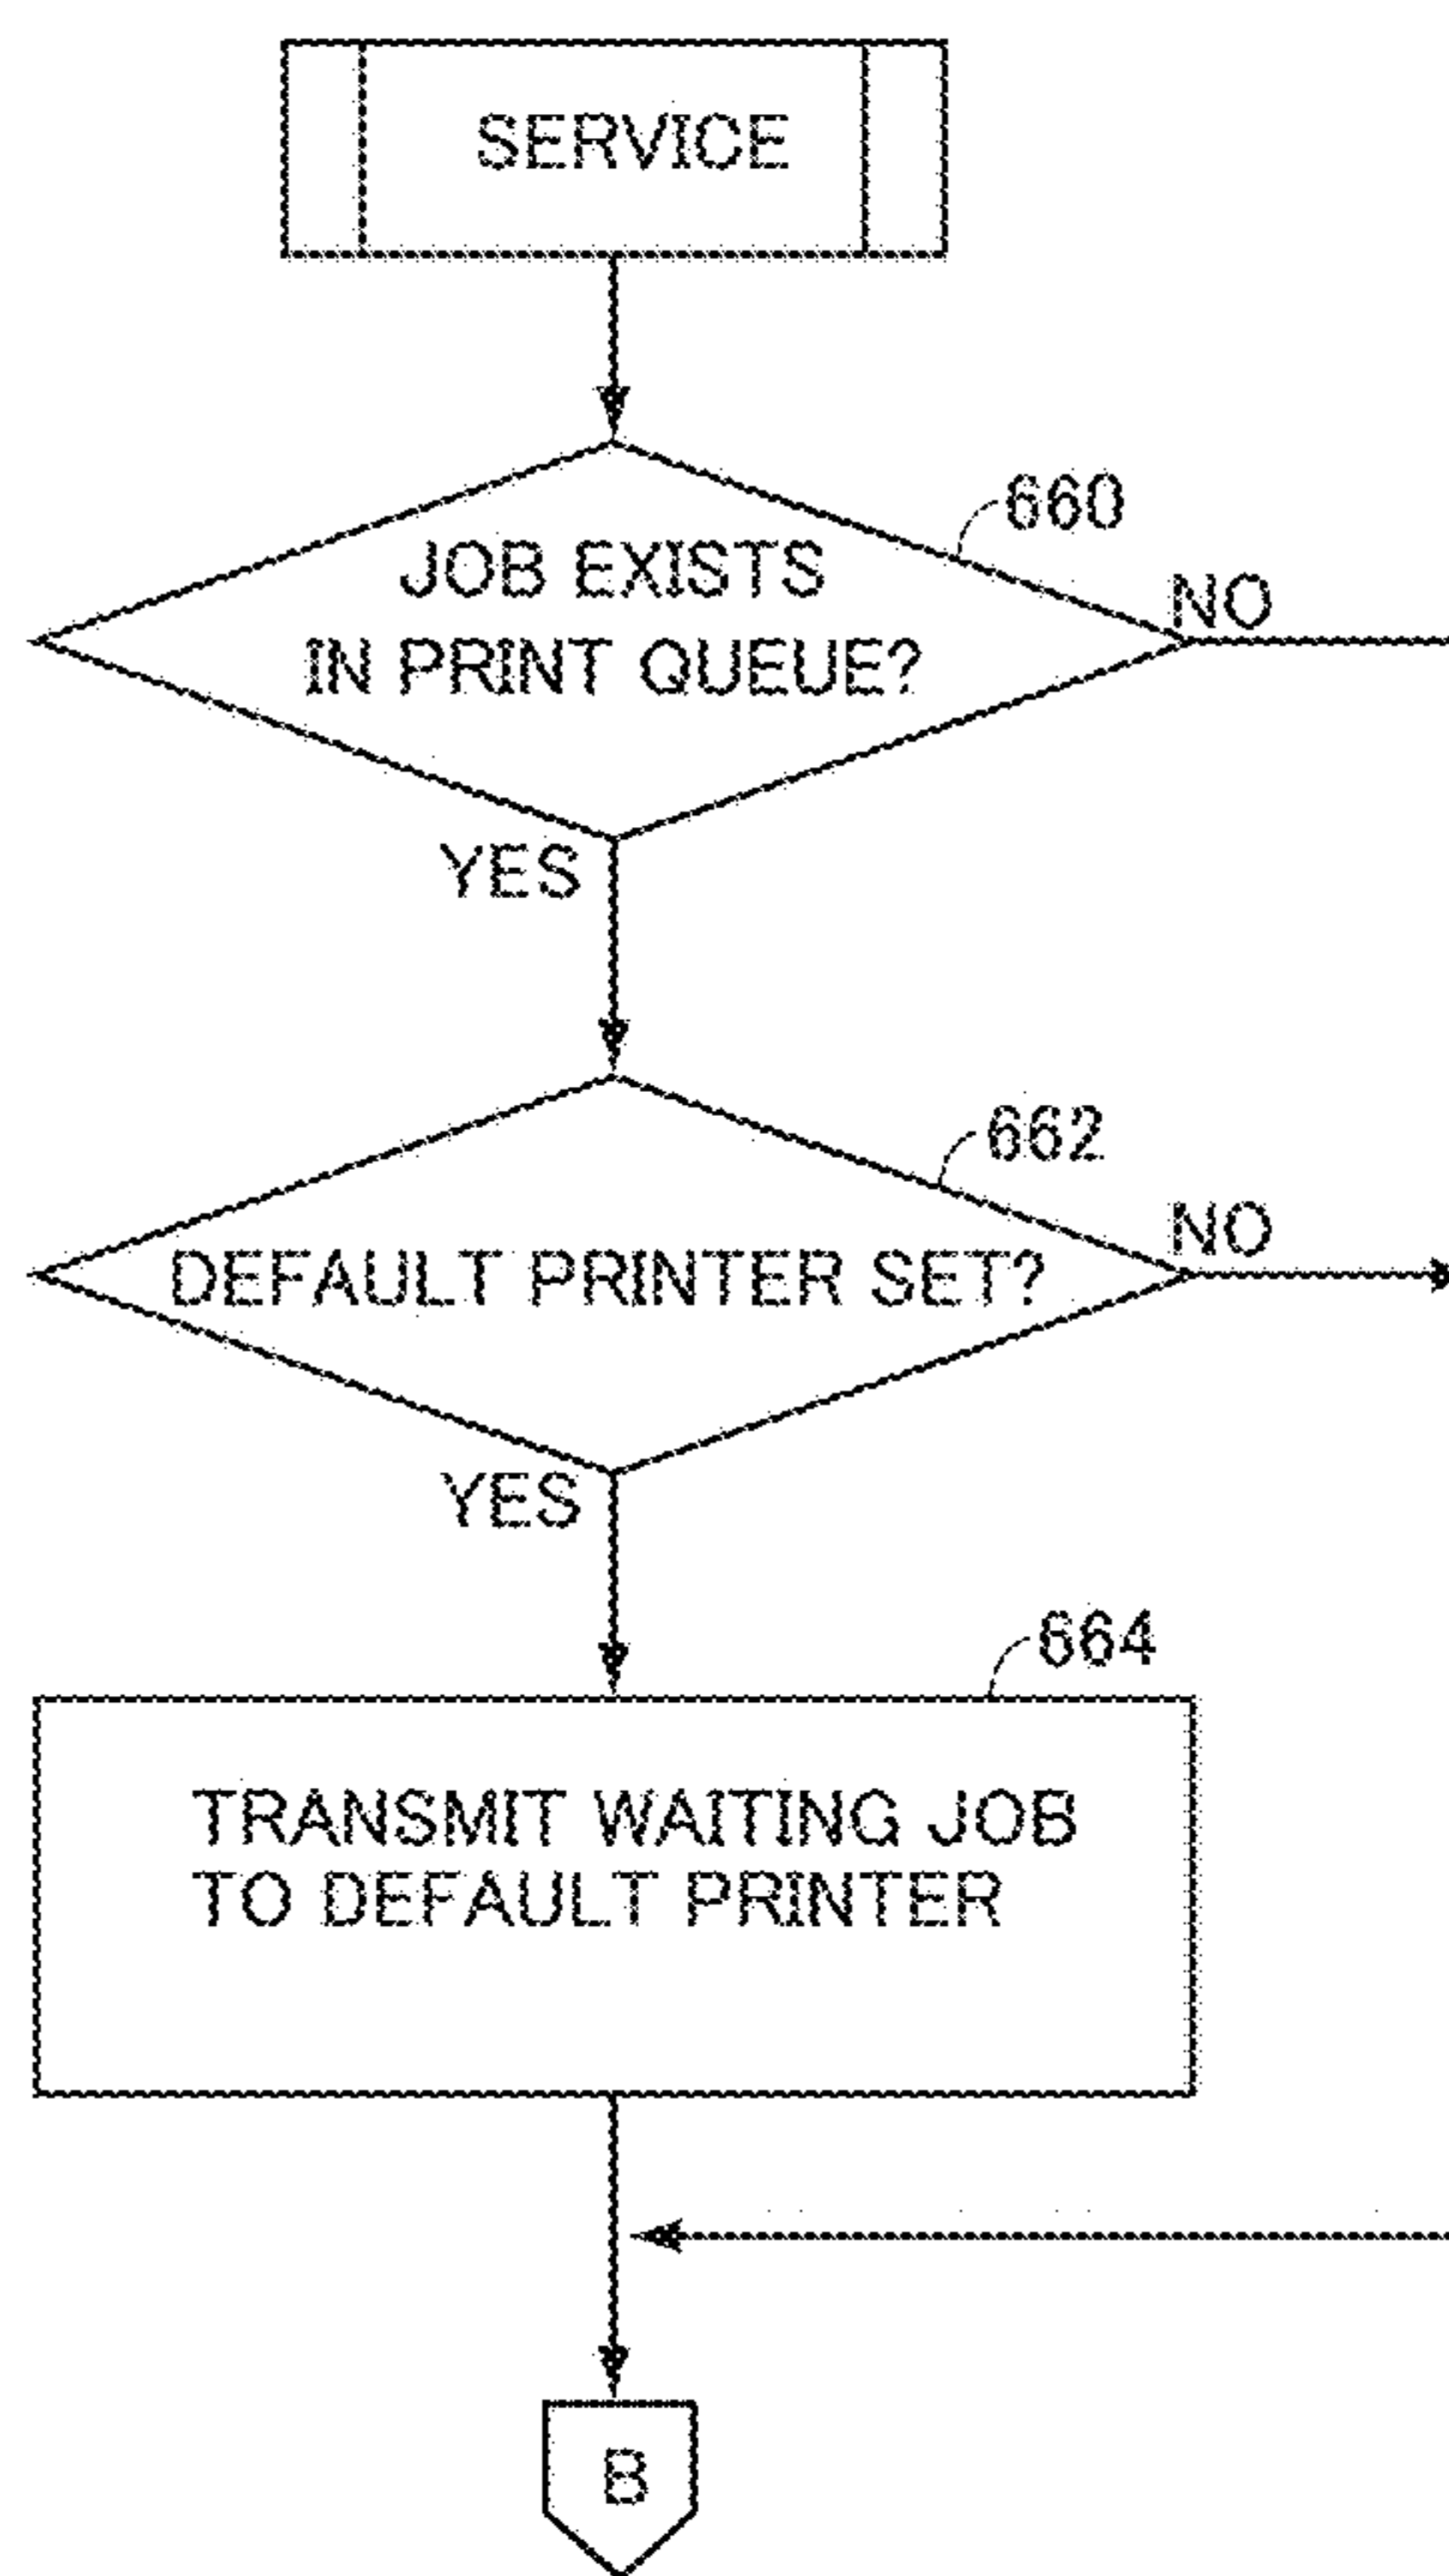 SERVICE
660
JOB EXISTS
IN PRINT QUEUE?
NO
YES
662
DEFAULT PRINTER SET?
NO
YES
664
TRANSMIT WAITING JOB
TO DEFAULT PRINTER
B